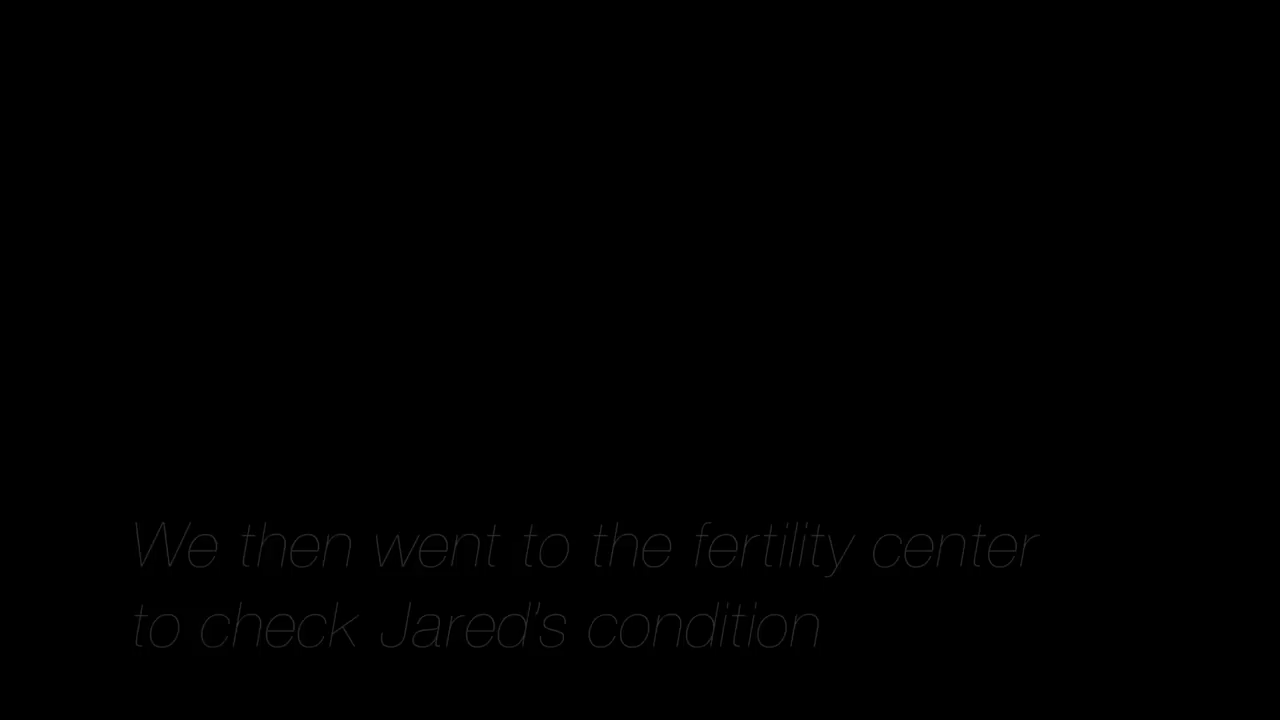 We then went to the fertility center
to check Jared's condition